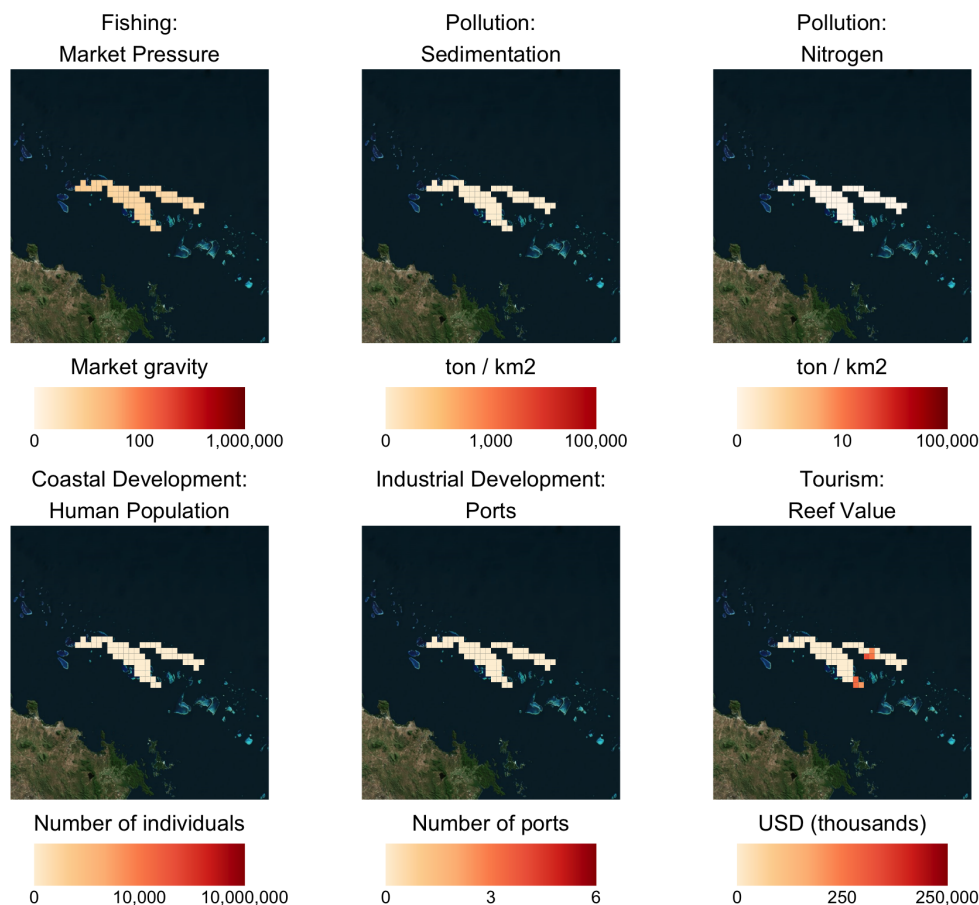 Fishing:
Market Pressure
Pollution:
Sedimentation
Pollution:
Nitrogen
Market gravity
0 100 1,000,000
ton / km2
0 1,000 100,000
ton / km2
0 10 100,000
Coastal Development:
Human Population
Industrial Development:
Ports
Tourism:
Reef Value
Number of individuals
0 10,000 10,000,000
Number of ports
0 3 6
USD (thousands)
0 250 250,000